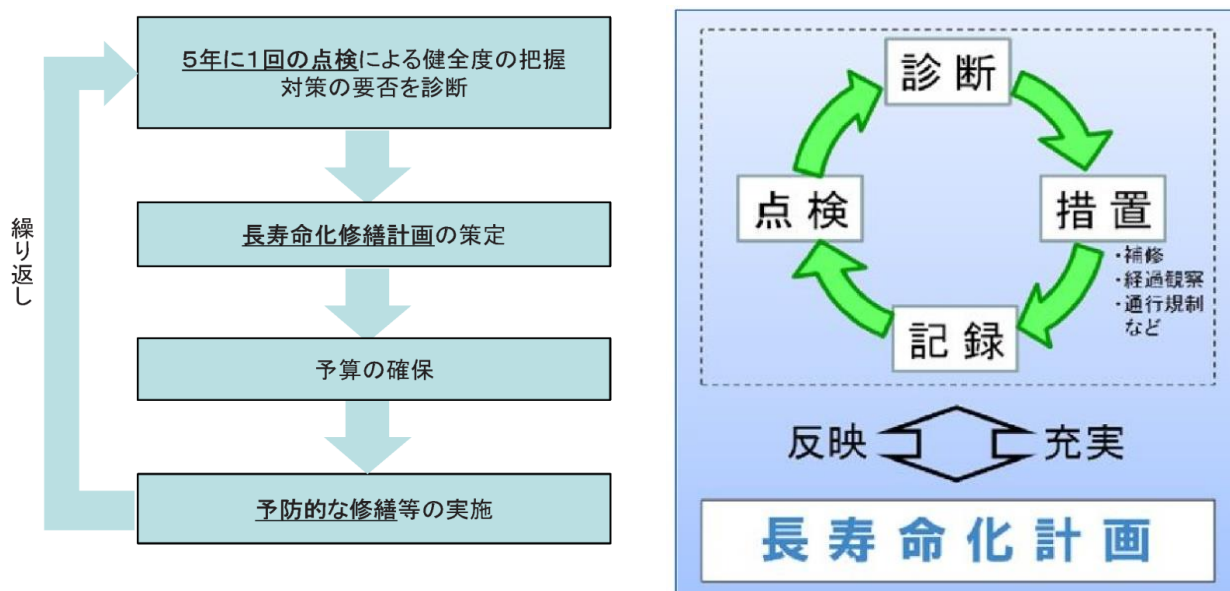 5年に1回の点検による健全度の把握
対策の要否を診断
長寿命化修繕計画の策定
予算の確保
予防的な修繕等の実施
繰り返し
診断
措置
・補修
・経過観察
・通行規制
など
記録
点検
反映
充実
長寿命化計画